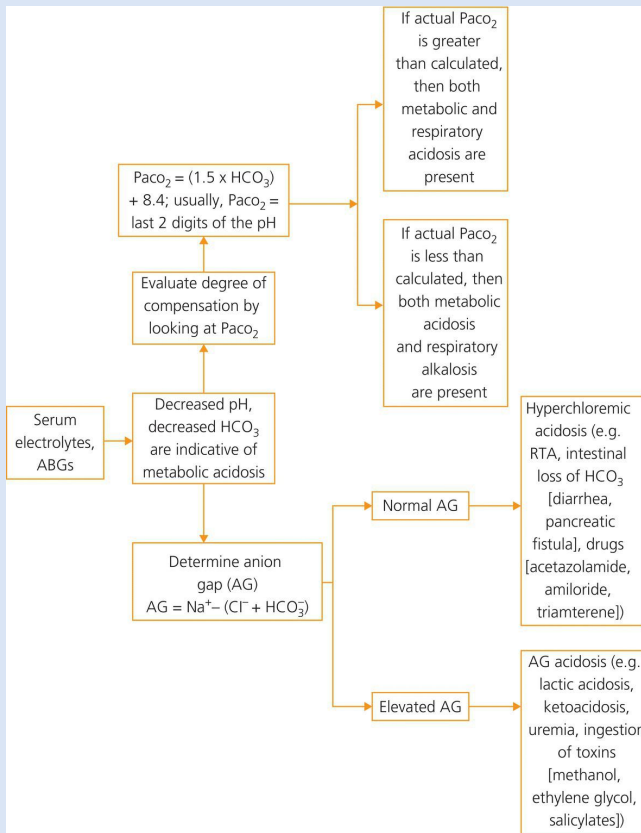 If actual Paco₂
is greater
than calculated,
then both
metabolic and
respiratory
acidosis are
present
Paco₂ = (1.5 x HCO₃)
+ 8.4; usually, Paco₂ =
last 2 digits of the pH
If actual Paco₂
is less than
calculated, then
both metabolic
acidosis
and respiratory
alkalosis
are present
Evaluate degree of
compensation by
looking at Paco₂
Serum
electrolytes,
ABGs
Decreased pH,
decreased HCO₃
are indicative of
metabolic acidosis
Determine anion
gap (AG)
AG = Na⁺– (Cl⁻ + HCO₃⁻)
Normal AG
Hyperchloremic
acidosis (e.g.
RTA, intestinal
loss of HCO₃
[diarrhea,
pancreatic
fistula], drugs
[acetazolamide,
amiloride,
triamterene])
Elevated AG
AG acidosis (e.g.
lactic acidosis,
ketoacidosis,
uremia, ingestion
of toxins
[methanol,
ethylene glycol,
salicylates])